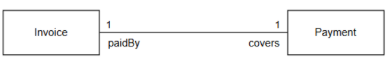 Invoice
1
1
paidBy
covers
Payment